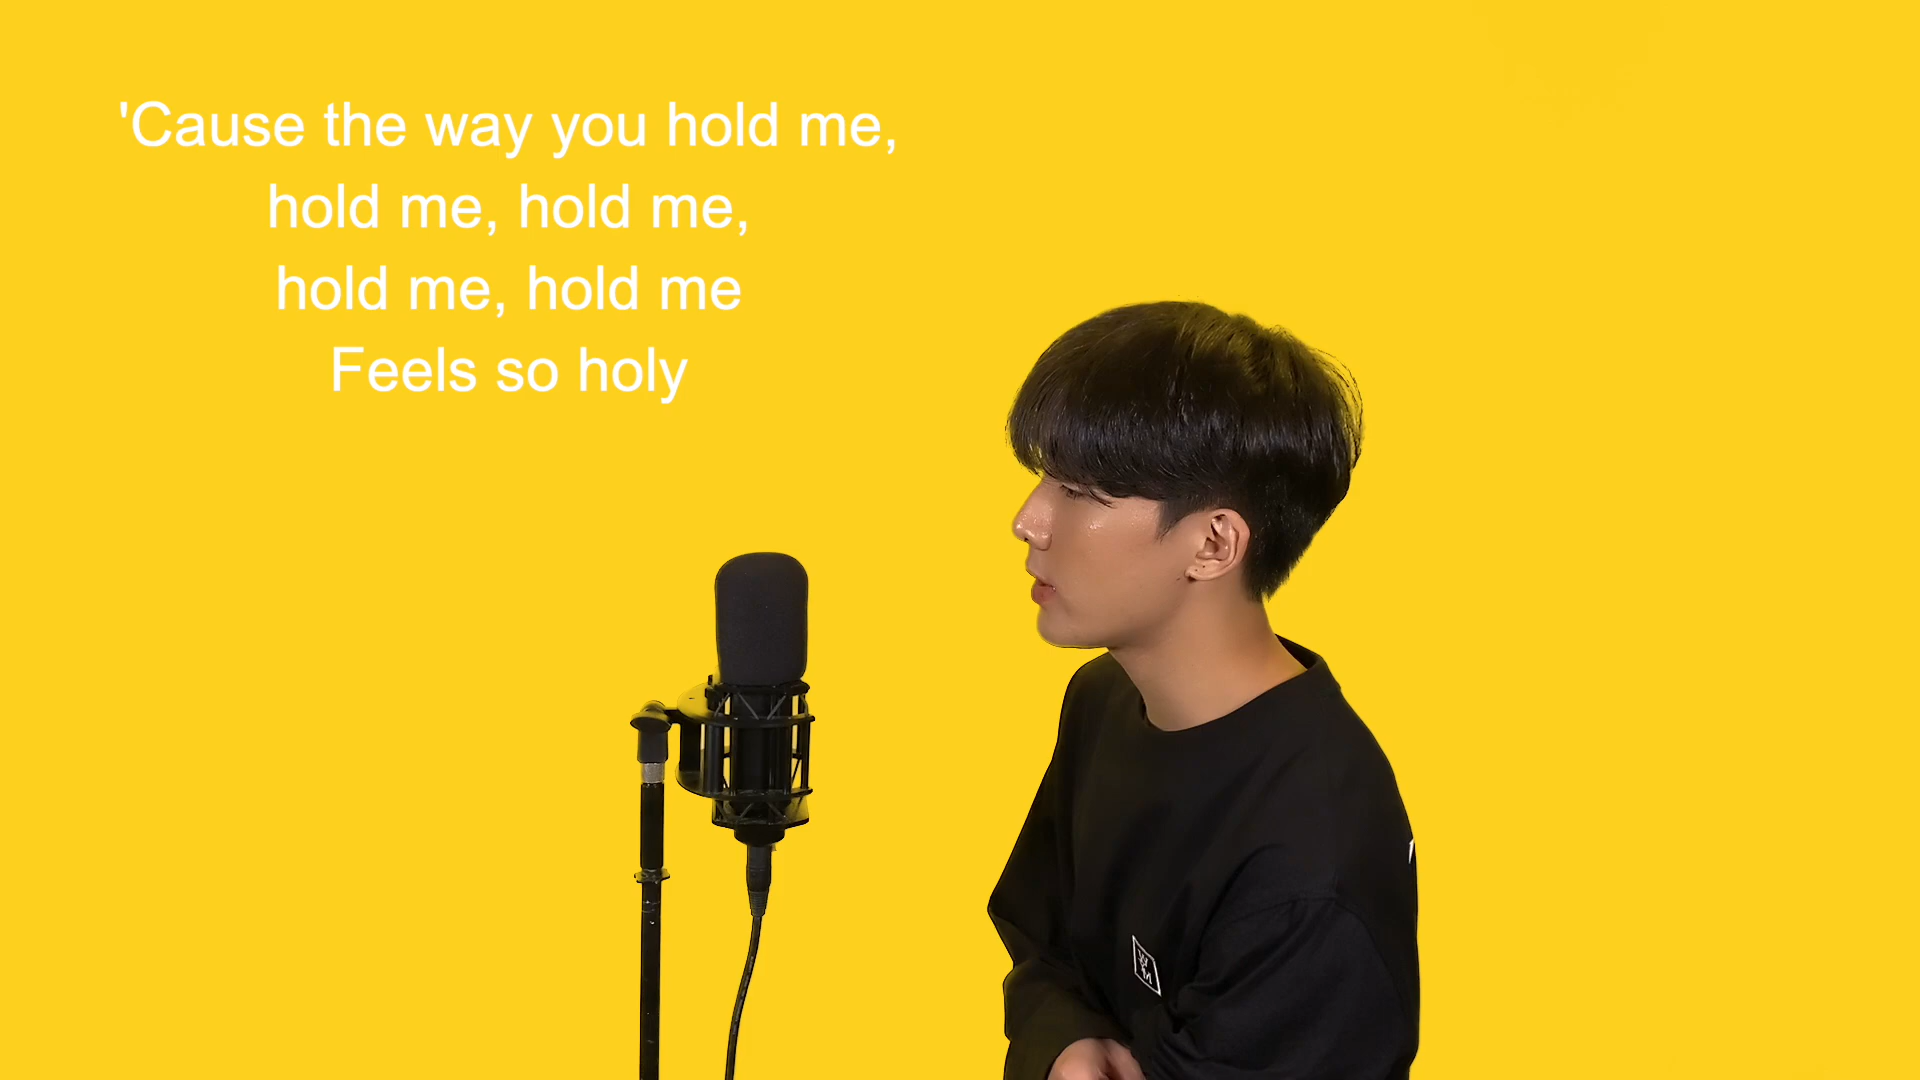 'Cause the way you hold me,
hold me, hold me,
hold me, hold me
Feels so holy